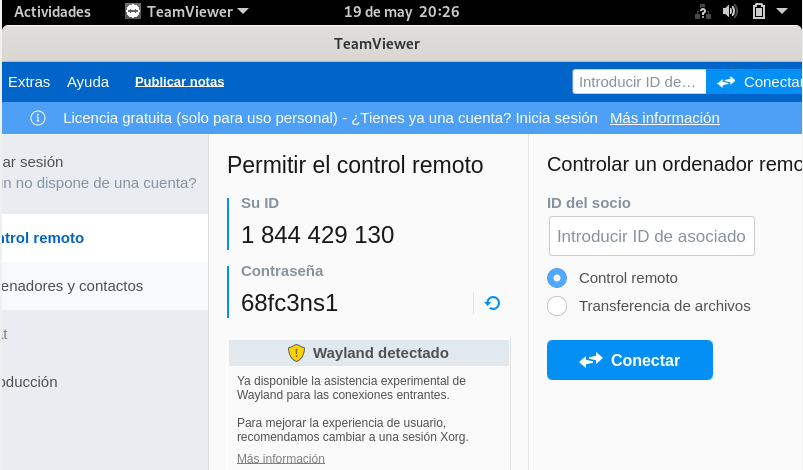 Actividades TeamViewer 19 de may 20:26
TeamViewer
Extras Ayuda Publicar notas Introducir ID de... Conectar
Licencia gratuita (solo para uso personal) - ¿Tienes ya una cuenta? Inicia sesión Más información
ar sesión
n no dispone de una cuenta?
ntrol remoto
enadores y contactos
at
oducción
Permitir el control remoto
Su ID
1 844 429 130
Contraseña
68fc3ns1
Wayland detectado
Ya disponible la asistencia experimental de
Wayland para las conexiones entrantes.
Para mejorar la experiencia de usuario,
recomendamos cambiar a una sesión Xorg.
Más información
Controlar un ordenador remo
ID del socio
Introducir ID de asociado
Control remoto
Transferencia de archivos
Conectar